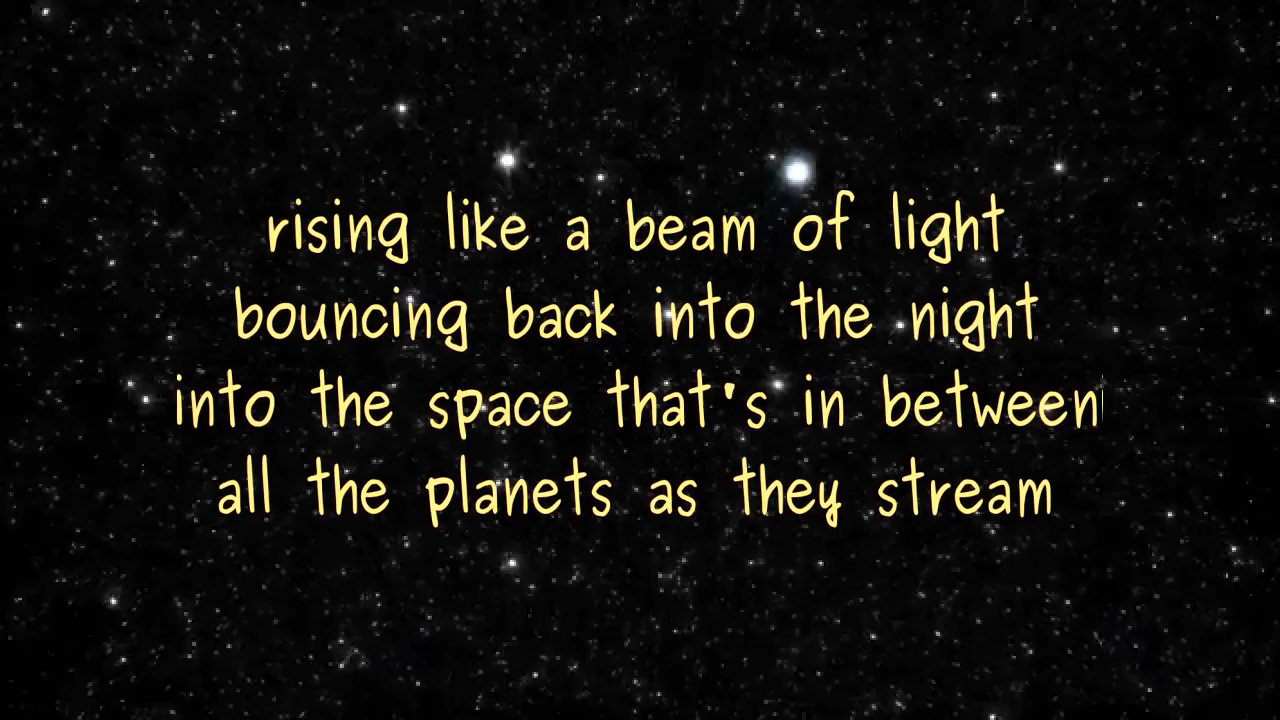 rising like a beam of light
bouncing back into the night
into the space that's in between
all the planets as they stream